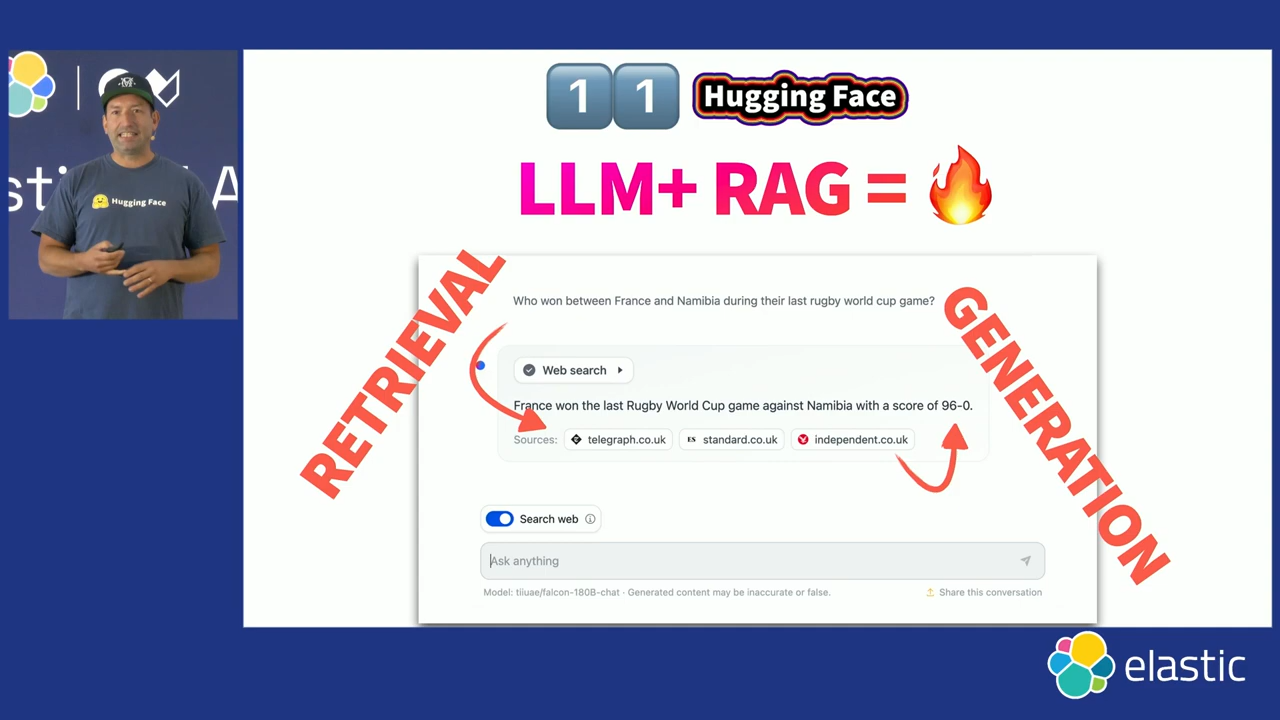 1 1 Hugging Face
LLM+ RAG = 🔥
RETRIEVAL
GENERATION
Who won between France and Namibia during their last rugby world cup game?
Web search
France won the last Rugby World Cup game against Namibia with a score of 96-0.
Sources: telegraph.co.uk ES standard.co.uk independent.co.uk
Search web
Ask anything
Model: tiiuae/falcon-180B-chat · Generated content may be inaccurate or false.
Share this conversation
Hugging Face
elastic